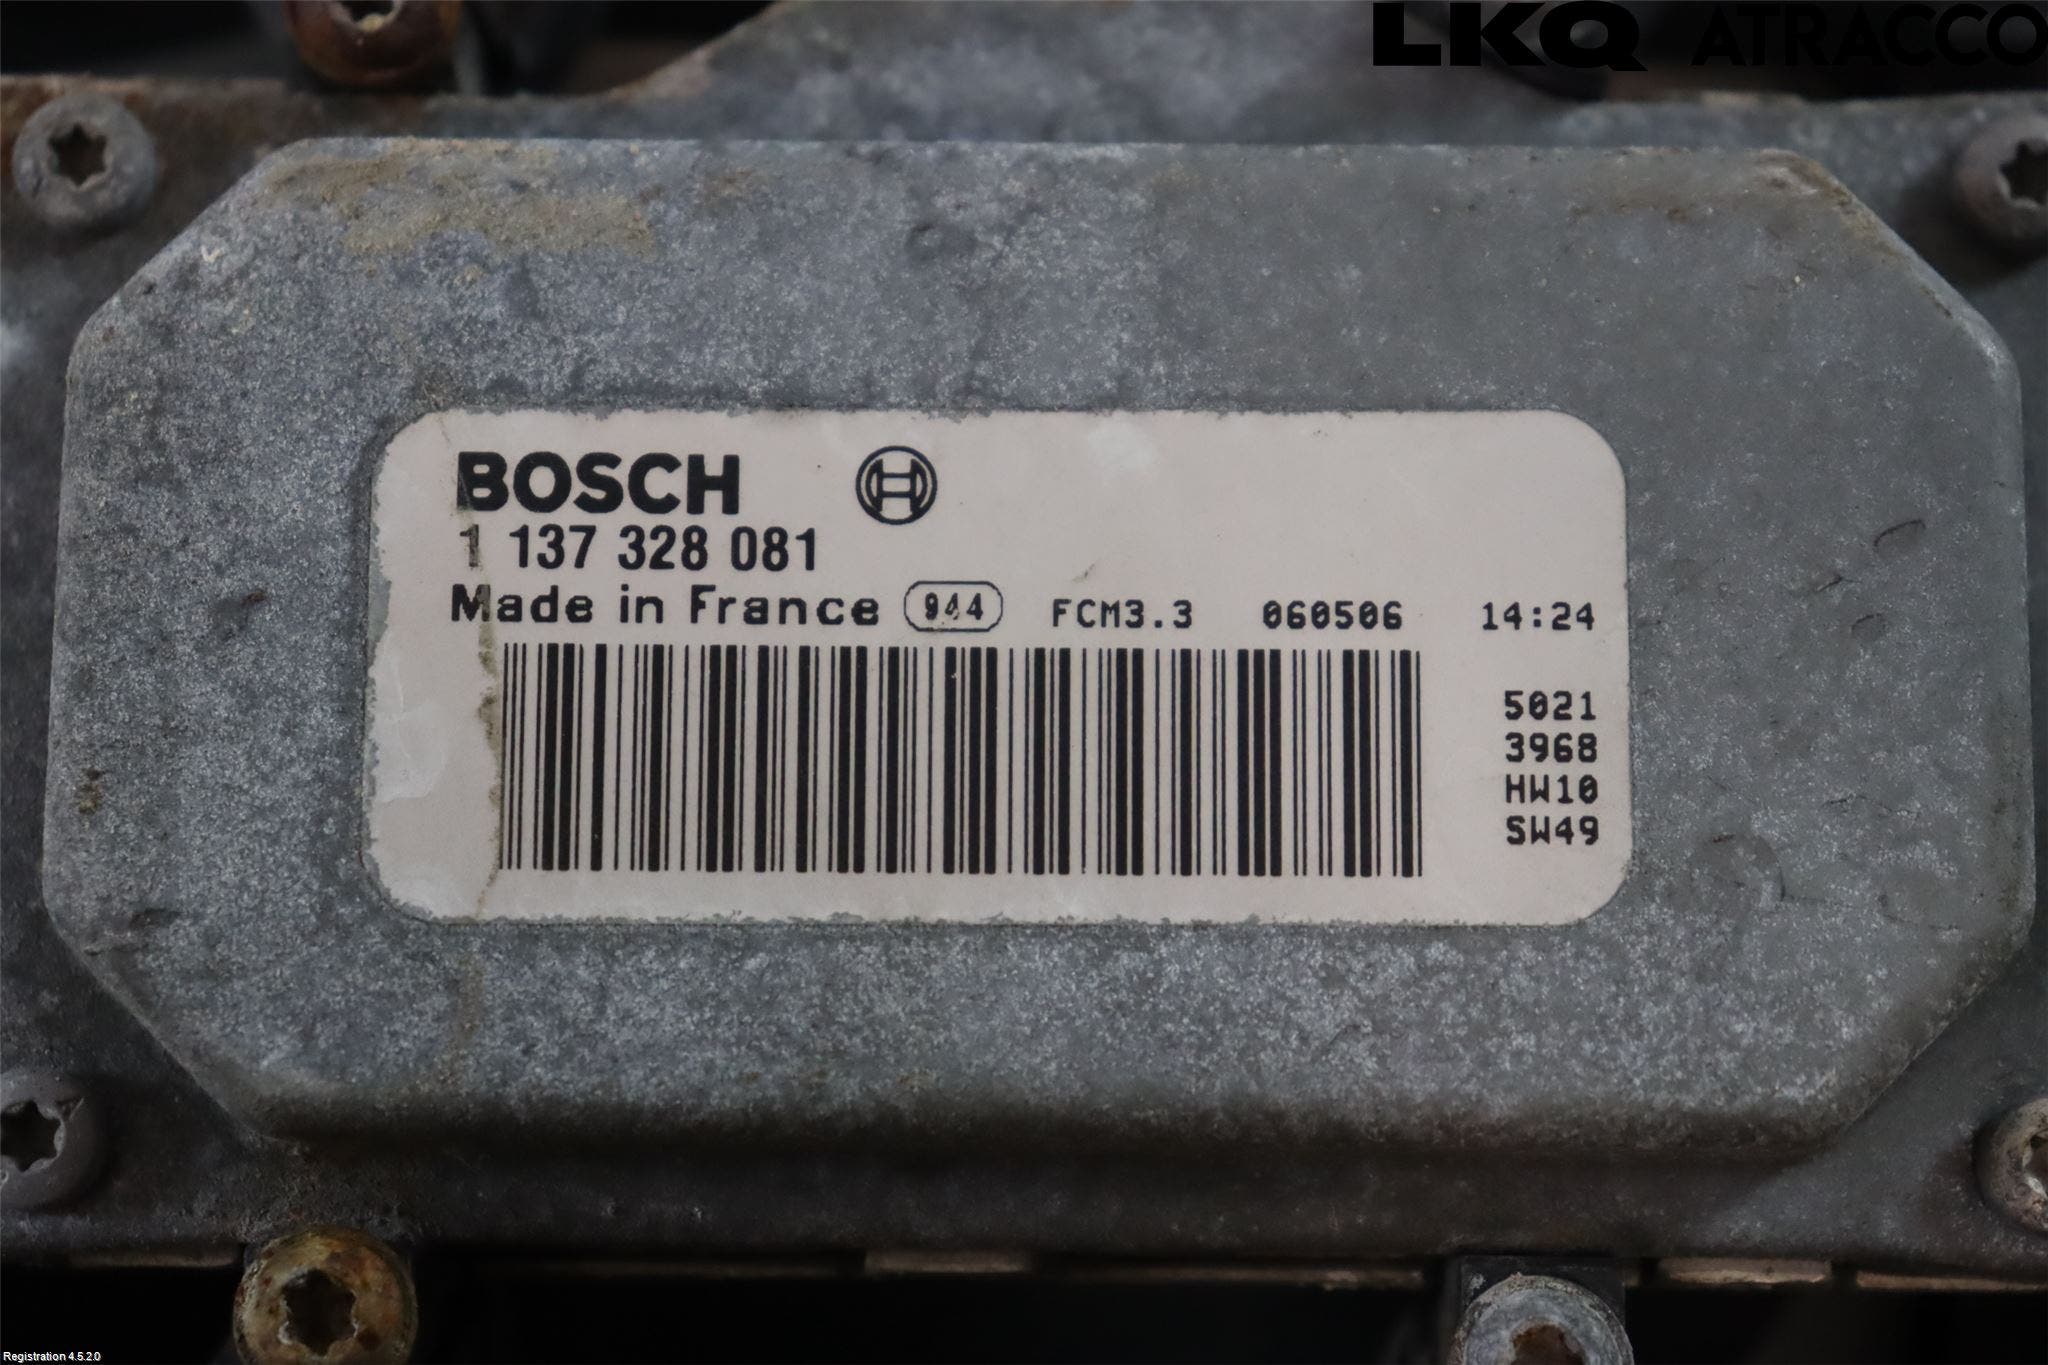 LKQ ATRACCO
BOSCH
1 137 328 081
Made in France 944 FCM3.3 060506 14:24
5021
3968
HW10
SW49
Registration 4.5.2.0